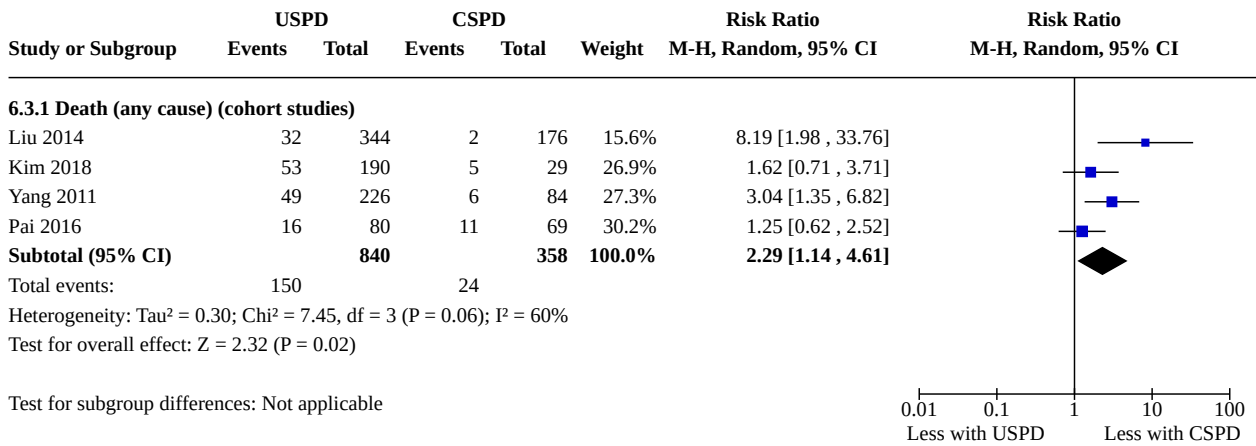 USPD CSPD Risk Ratio Risk Ratio
Study or Subgroup Events Total Events Total Weight M-H, Random, 95% CI M-H, Random, 95% CI
6.3.1 Death (any cause) (cohort studies)
Liu 2014 32 344 2 176 15.6% 8.19 [1.98 , 33.76]
Kim 2018 53 190 5 29 26.9% 1.62 [0.71 , 3.71]
Yang 2011 49 226 6 84 27.3% 3.04 [1.35 , 6.82]
Pai 2016 16 80 11 69 30.2% 1.25 [0.62 , 2.52]
Subtotal (95% CI) 840 358 100.0% 2.29 [1.14 , 4.61]
Total events: 150 24
Heterogeneity: Tau² = 0.30; Chi² = 7.45, df = 3 (P = 0.06); I² = 60%
Test for overall effect: Z = 2.32 (P = 0.02)
Test for subgroup differences: Not applicable
0.01 0.1 1 10 100
Less with USPD Less with CSPD